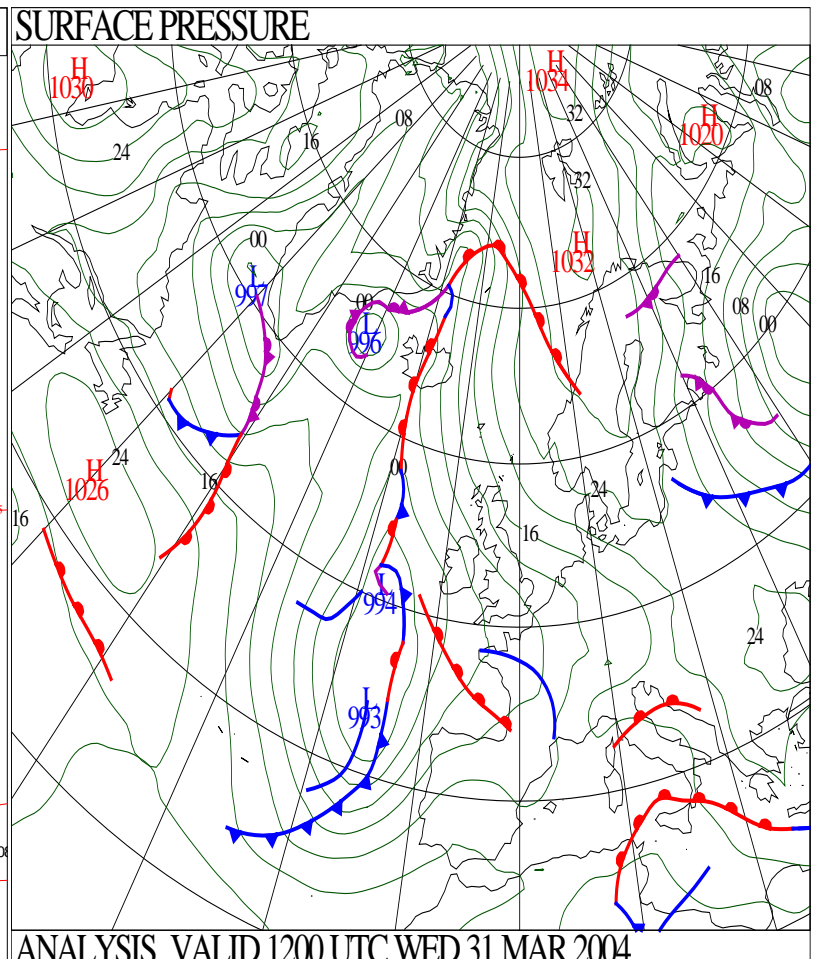 SURFACE PRESSURE
H
1030
H
1034
08
32
H
1020
08
16
24
32
00
H
1032
L
997
16
00
L
996
08
00
24
H
1026
00
16
24
16
16
L
994
24
L
993
ANALYSIS VALID 1200 UTC WED 31 MAR 2004